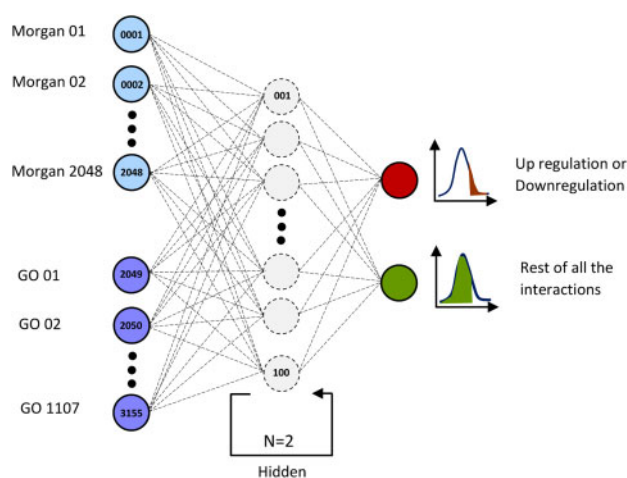 Morgan 01
0001
Morgan 02
0002
001
Morgan 2048
2048
Up regulation or
Downregulation
GO 01
2049
Rest of all the
interactions
GO 02
2050
100
GO 1107
3155
N=2
Hidden